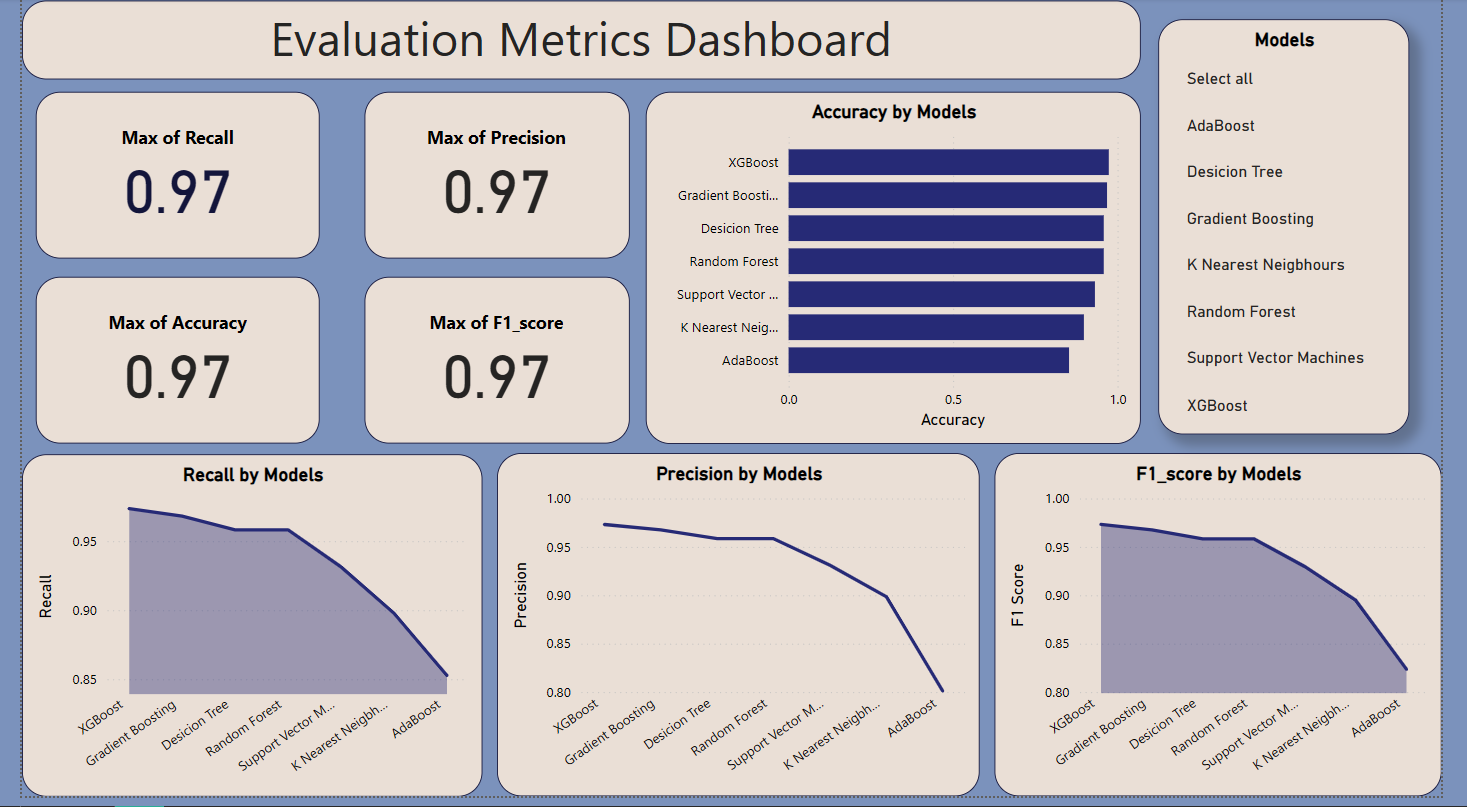 Evaluation Metrics Dashboard
Models
Select all
AdaBoost
Desicion Tree
Gradient Boosting
K Nearest Neigbhours
Random Forest
Support Vector Machines
XGBoost
Max of Recall
0.97
Max of Precision
0.97
Max of Accuracy
0.97
Max of F1_score
0.97
Accuracy by Models
XGBoost
Gradient Boosti...
Desicion Tree
Random Forest
Support Vector ...
K Nearest Neig...
AdaBoost
0.0 0.5 1.0
Accuracy
Recall by Models
Recall
0.95
0.90
0.85
XGBoost
Gradient Boosting
Desicion Tree
Random Forest
Support Vector M...
K Nearest Neigbh...
AdaBoost
Precision by Models
Precision
1.00
0.95
0.90
0.85
0.80
XGBoost
Gradient Boosting
Desicion Tree
Random Forest
Support Vector M...
K Nearest Neigbh...
AdaBoost
F1_score by Models
F1 Score
1.00
0.95
0.90
0.85
0.80
XGBoost
Gradient Boosting
Desicion Tree
Random Forest
Support Vector M...
K Nearest Neigbh...
AdaBoost